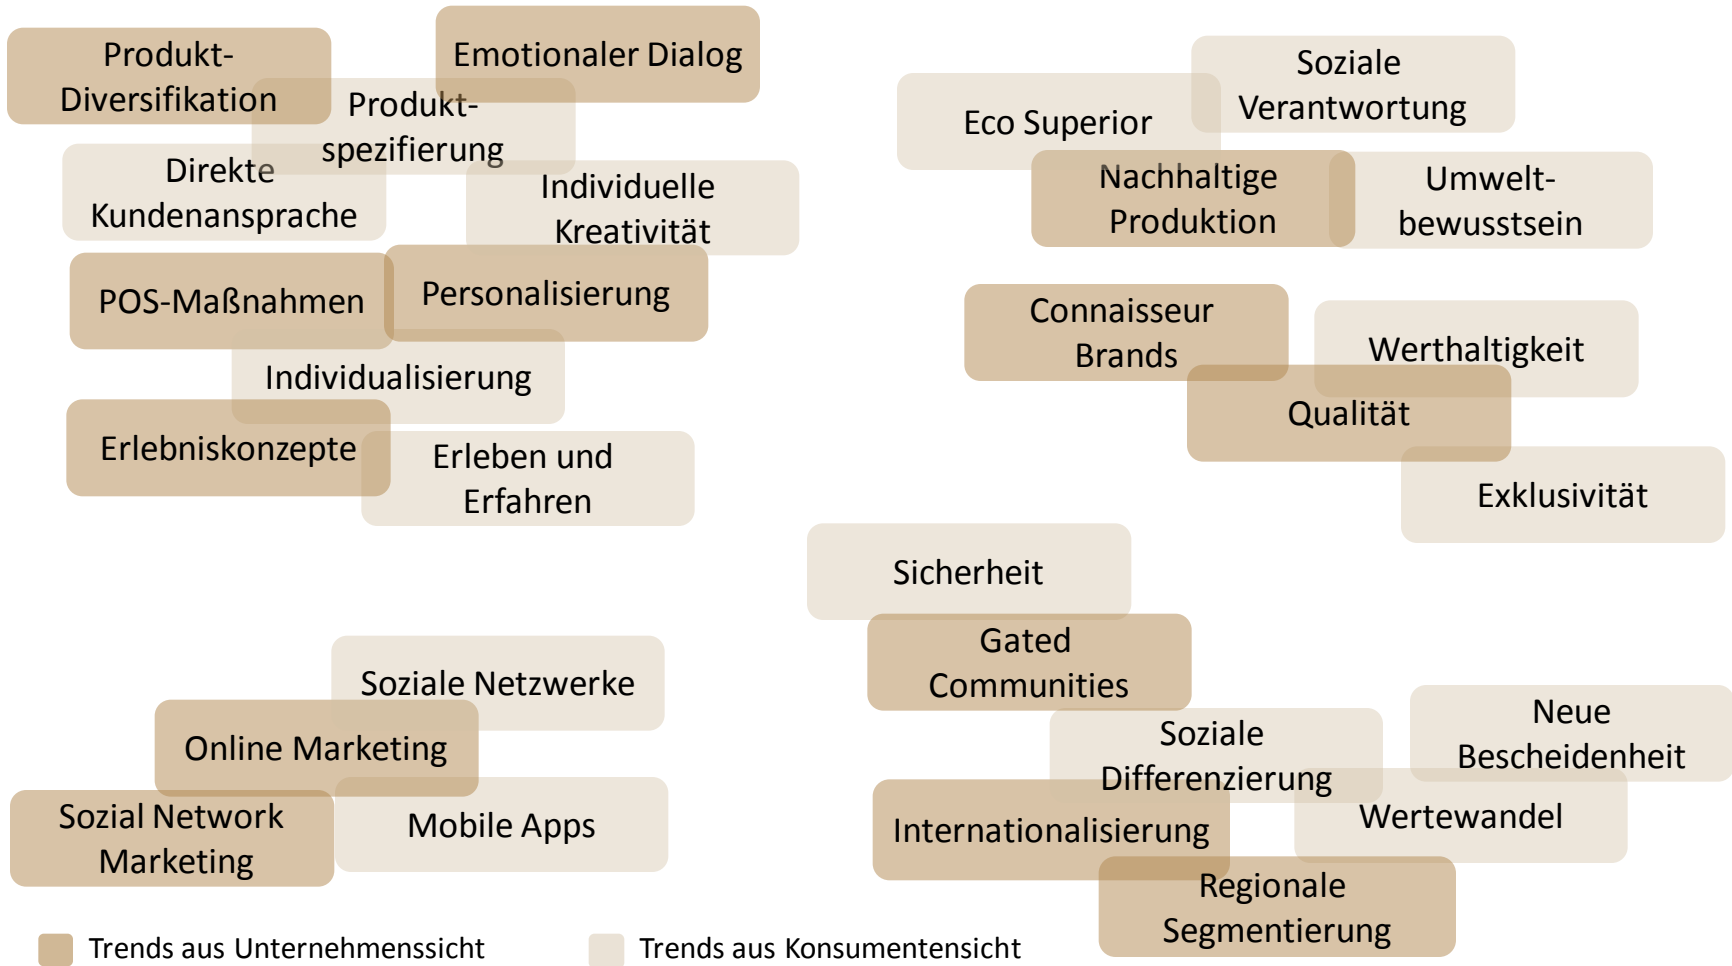 Produkt-
Diversifikation
Emotionaler Dialog
Produkt-
spezifierung
Direkte
Kundenansprache
Individuelle
Kreativität
POS-Maßnahmen
Personalisierung
Individualisierung
Erlebniskonzepte
Erleben und
Erfahren
Soziale
Verantwortung
Eco Superior
Nachhaltige
Produktion
Umwelt-
bewusstsein
Connaisseur
Brands
Werthaltigkeit
Qualität
Exklusivität
Soziale Netzwerke
Online Marketing
Sozial Network
Marketing
Mobile Apps
Sicherheit
Gated
Communities
Soziale
Differenzierung
Neue
Bescheidenheit
Internationalisierung
Wertewandel
Regionale
Segmentierung
Trends aus Unternehmenssicht
Trends aus Konsumentensicht